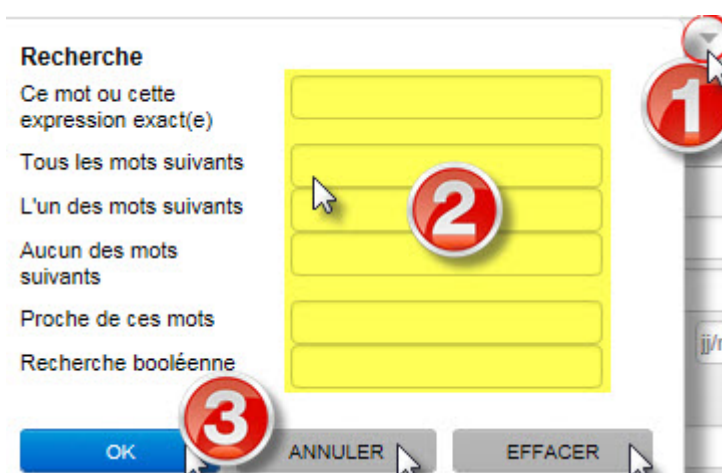 Recherche
1
Ce mot ou cette
expression exact(e)
Tous les mots suivants
L'un des mots suivants
2
Aucun des mots
suivants
Proche de ces mots
jj/
Recherche booléenne
3
OK
ANNULER
EFFACER